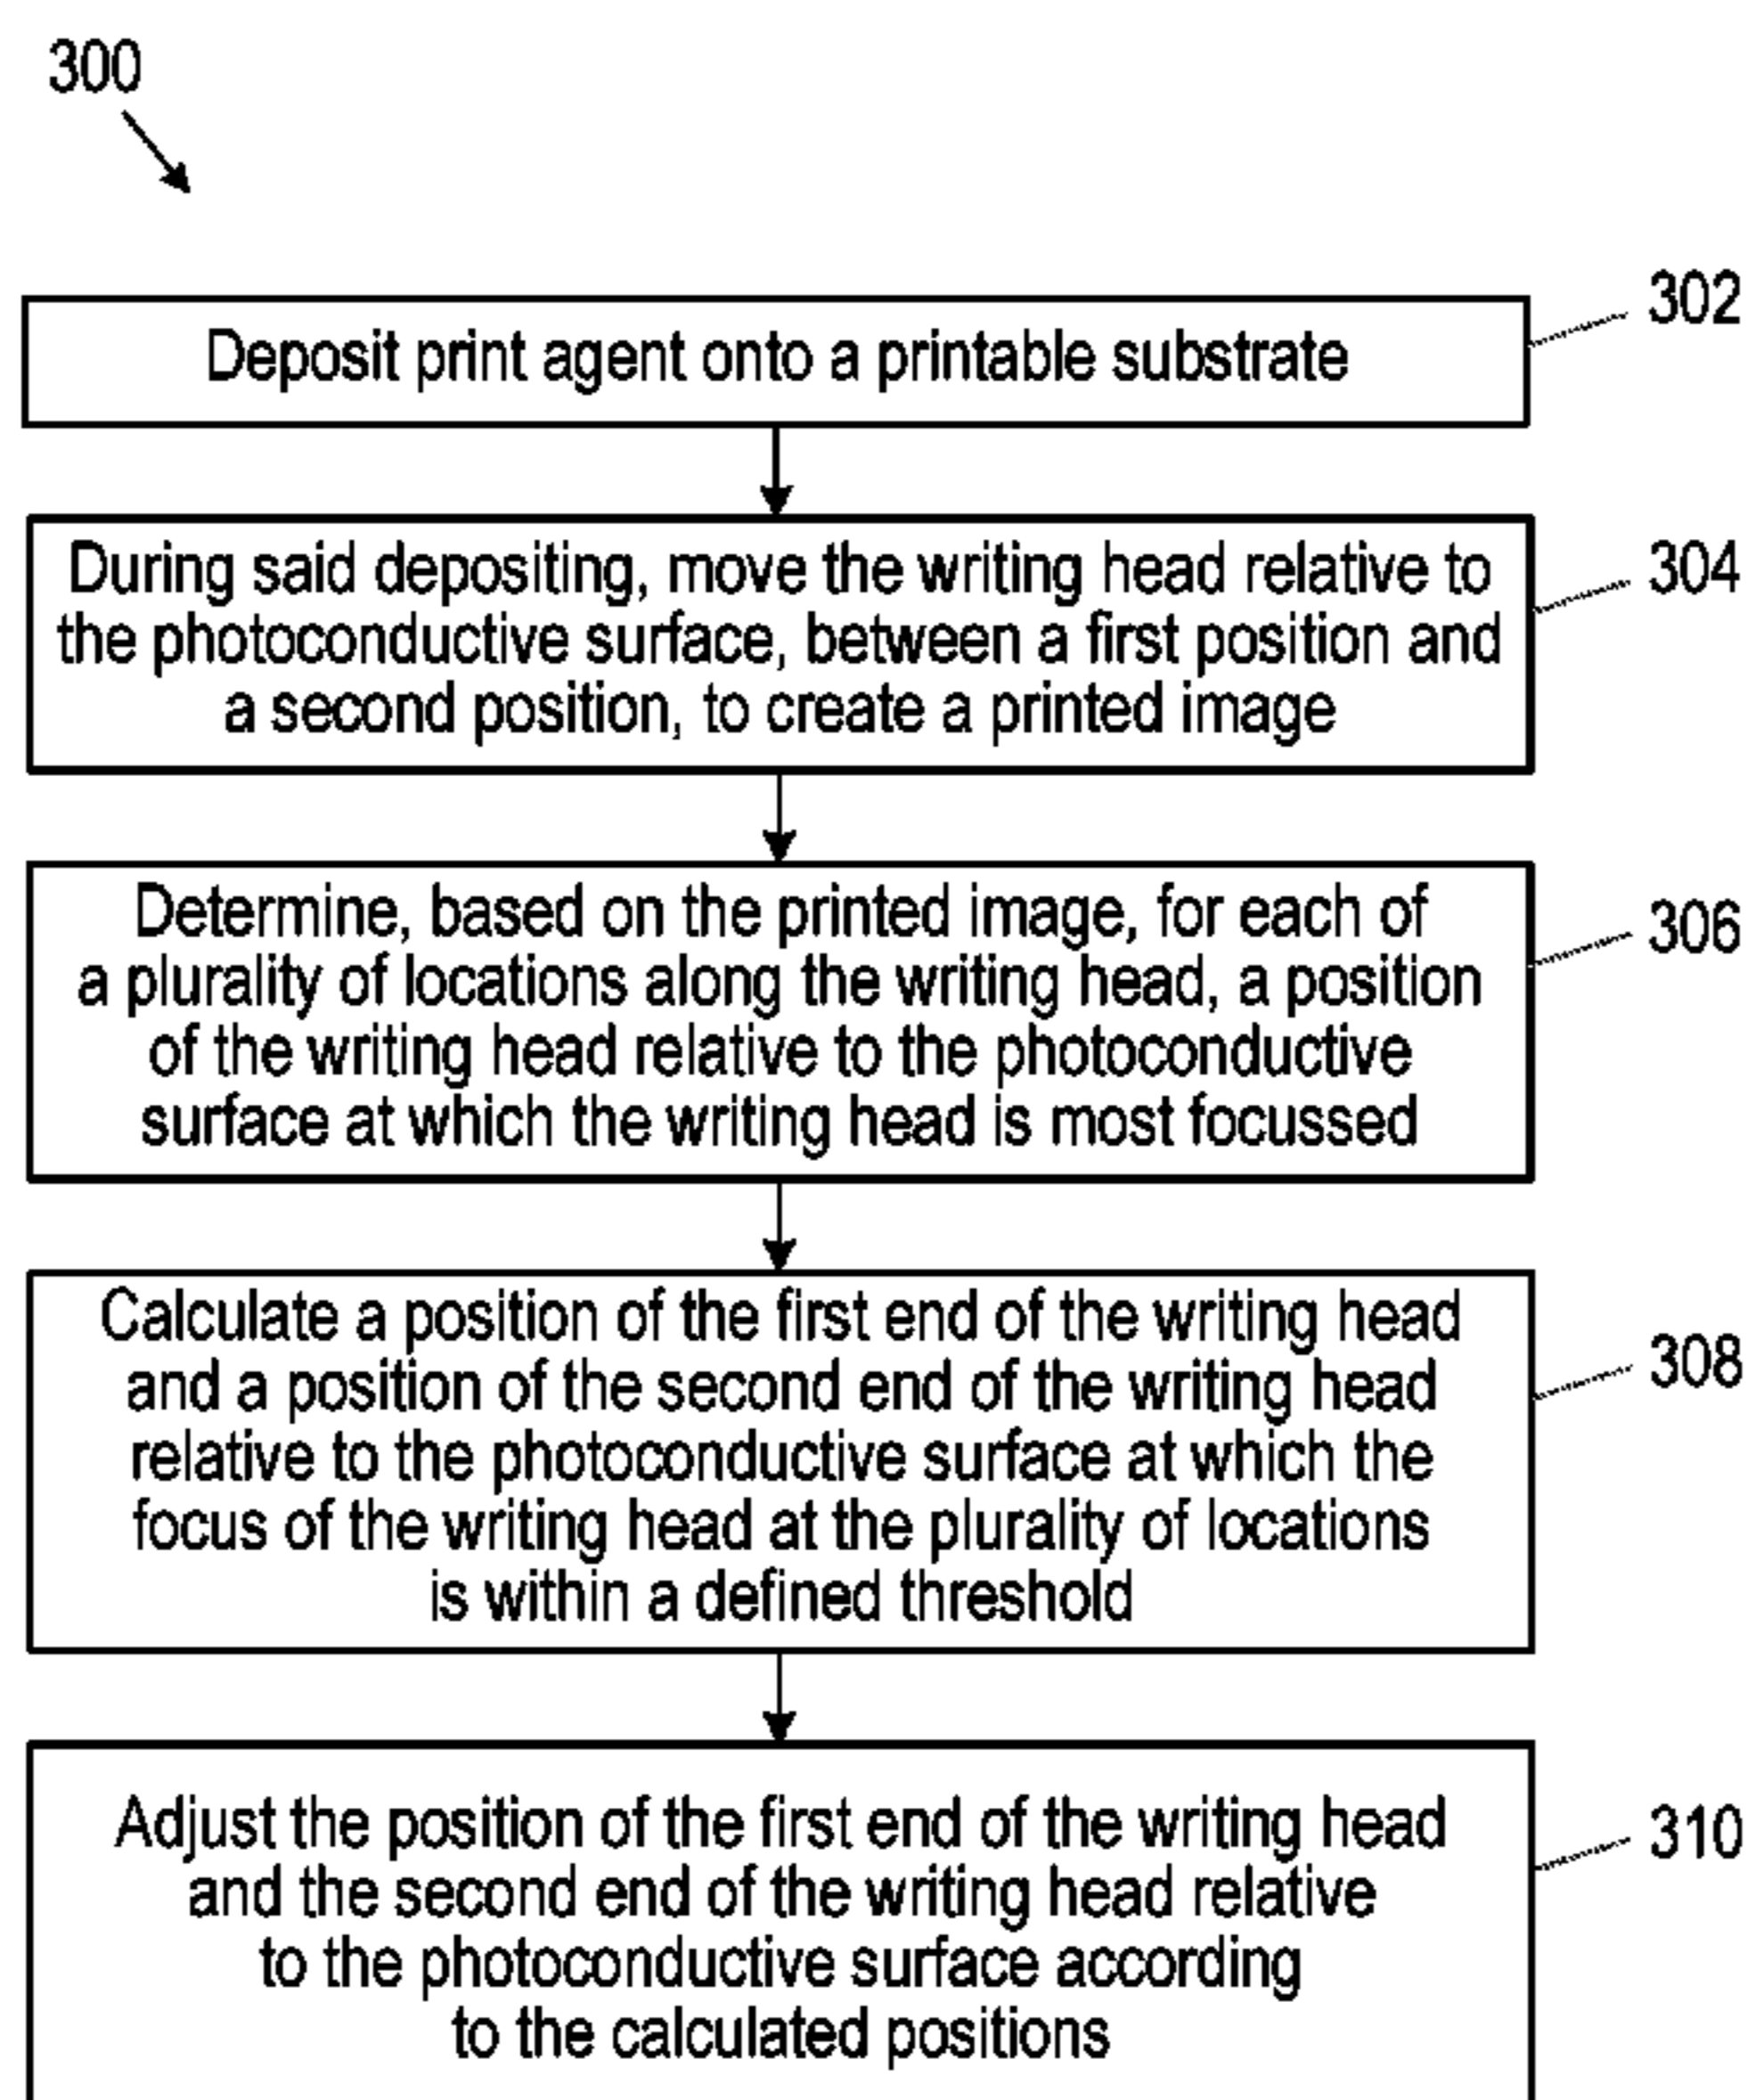 300
302
Deposit print agent onto a printable substrate
304
During said depositing, move the writing head relative to
the photoconductive surface, between a first position and
a second position, to create a printed image
306
Determine, based on the printed image, for each of
a plurality of locations along the writing head, a position
of the writing head relative to the photoconductive
surface at which the writing head is most focussed
308
Calculate a position of the first end of the writing head
and a position of the second end of the writing head
relative to the photoconductive surface at which the
focus of the writing head at the plurality of locations
is within a defined threshold
310
Adjust the position of the first end of the writing head
and the second end of the writing head relative
to the photoconductive surface according
to the calculated positions